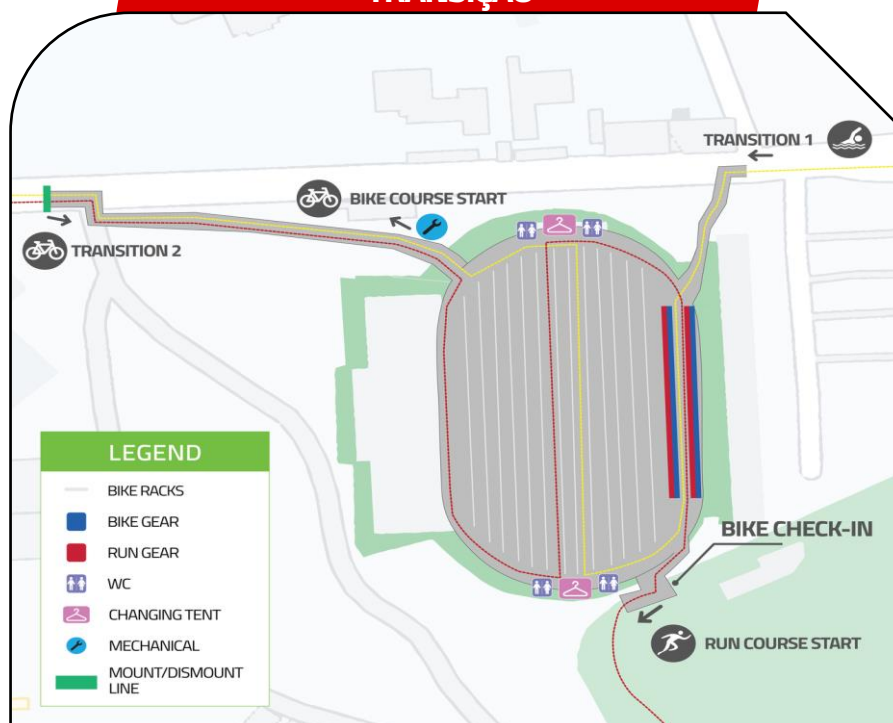 TRANSIÇÃO
TRANSITION 1
BIKE COURSE START
TRANSITION 2
LEGEND
BIKE RACKS
BIKE GEAR
RUN GEAR
WC
CHANGING TENT
MECHANICAL
MOUNT/DISMOUNT
LINE
BIKE CHECK-IN
RUN COURSE START